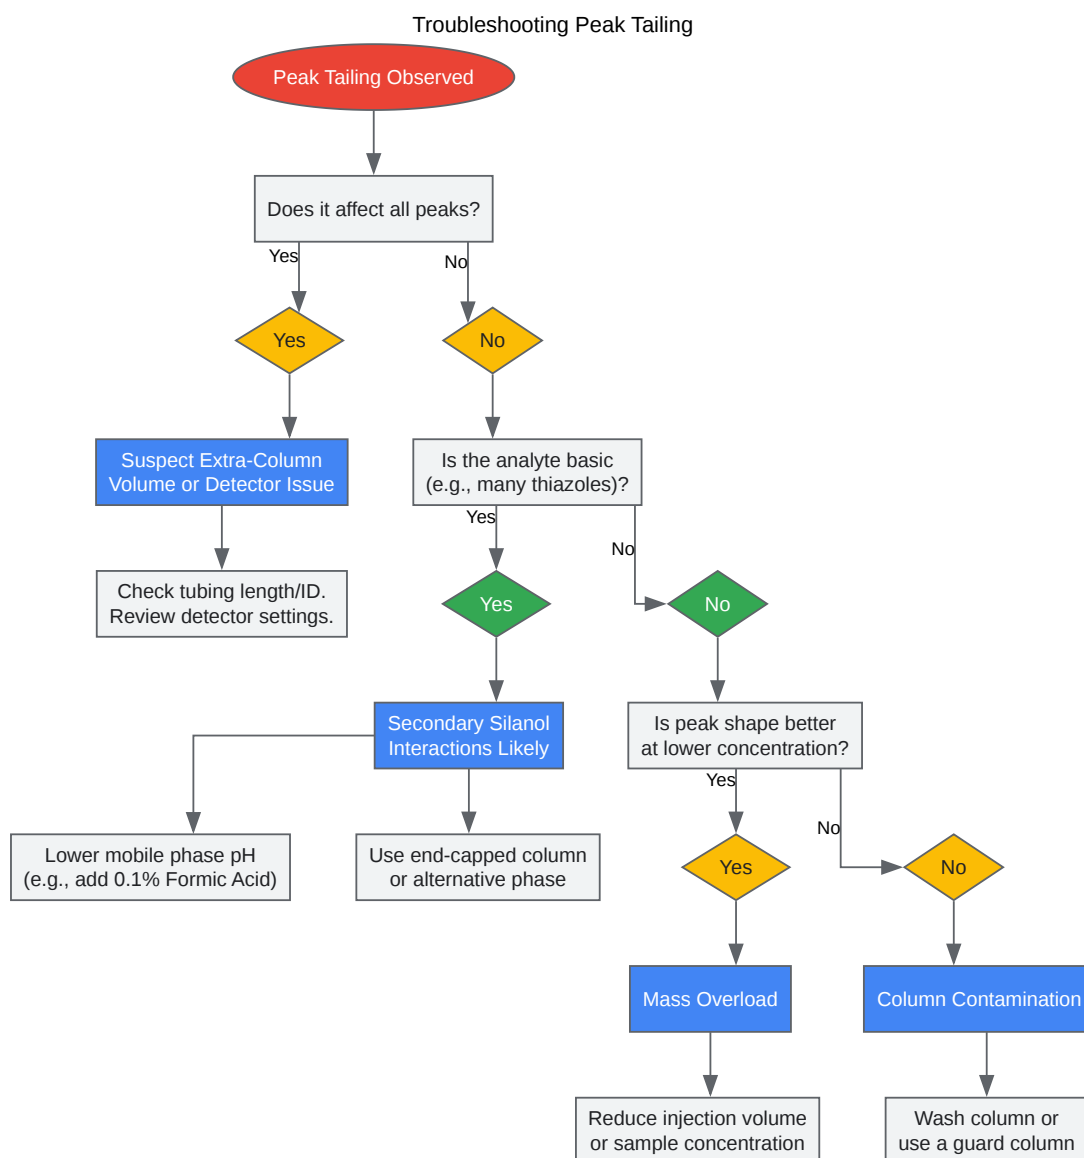 Troubleshooting Peak Tailing
Peak Tailing Observed
Does it affect all peaks?
Yes
No
Yes
No
Suspect Extra-Column
Volume or Detector Issue
Is the analyte basic
(e.g., many thiazoles)?
Yes
No
Check tubing length/ID.
Review detector settings.
Yes
No
Secondary Silanol
Interactions Likely
Is peak shape better
at lower concentration?
Yes
No
Lower mobile phase pH
(e.g., add 0.1% Formic Acid)
Use end-capped column
or alternative phase
Yes
No
Mass Overload
Column Contamination
Reduce injection volume
or sample concentration
Wash column or
use a guard column